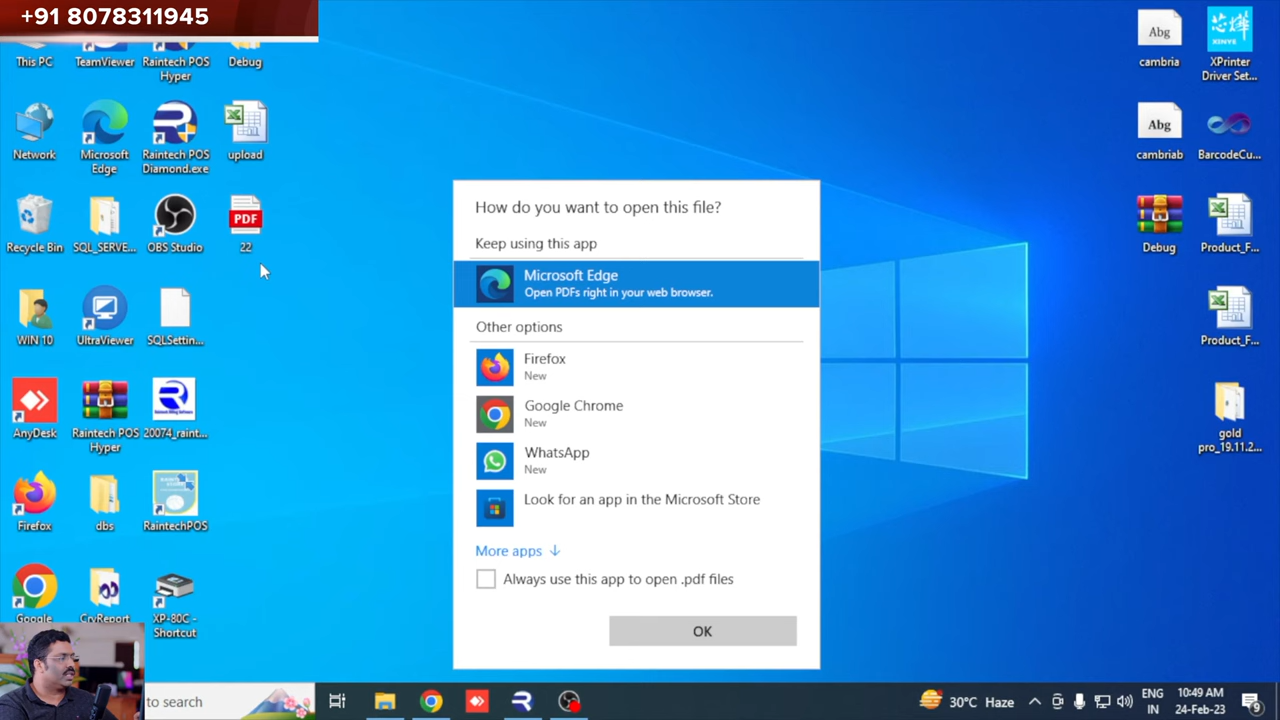 +91 8078311945
This PC
TeamViewer
Raintech POS
Hyper
Debug
Network
Microsoft
Edge
Raintech POS
Diamond.exe
upload
Recycle Bin
SQL_SERVE...
OBS Studio
PDF
22
WIN 10
UltraViewer
SQLSettin...
AnyDesk
Raintech POS
Hyper
20074_raint...
Firefox
dbs
RaintechPOS
Google
CryReport
XP-80C -
Shortcut
How do you want to open this file?
Keep using this app
Microsoft Edge
Open PDFs right in your web browser.
Other options
Firefox
New
Google Chrome
New
WhatsApp
New
Look for an app in the Microsoft Store
More apps ↓
Always use this app to open .pdf files
OK
Abg
cambria
芯烨
XINYE
XPrinter
Driver Set...
Abg
cambriab
BarcodeCu...
Debug
Product_F...
Product_F...
gold
pro_19.11.2...
to search
30°C Haze
ENG
IN
10:49 AM
24-Feb-23
9